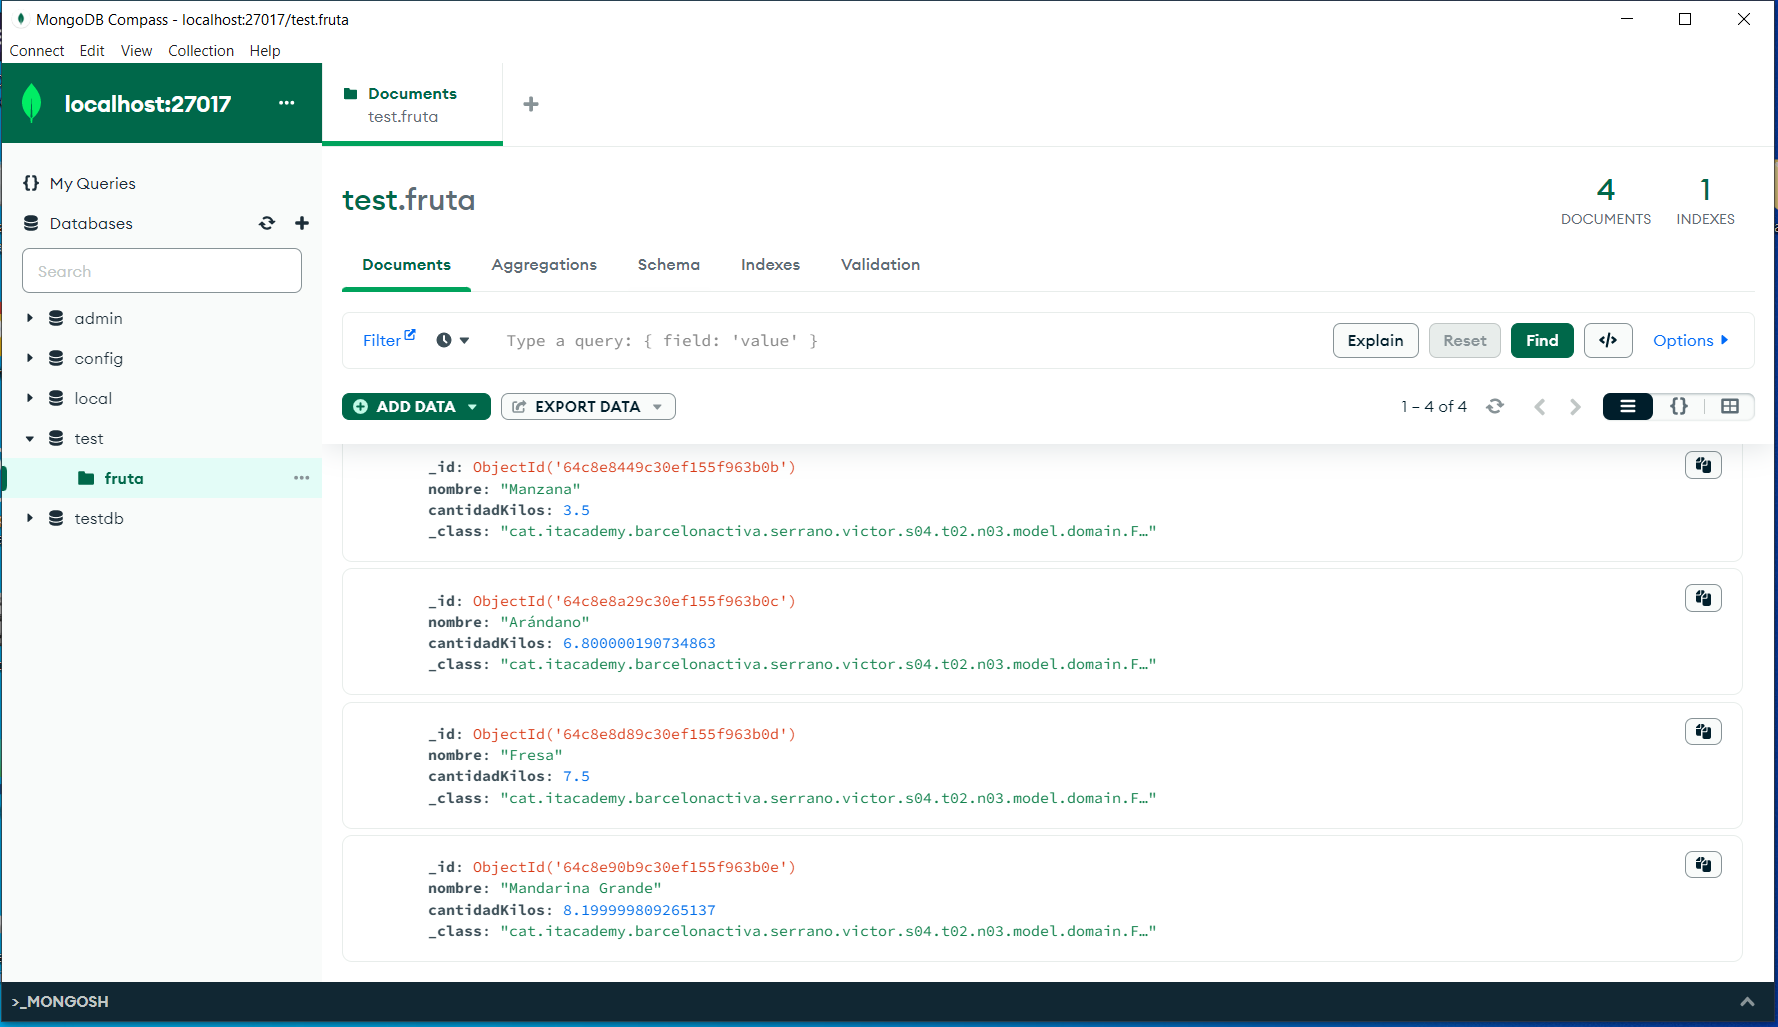 MongoDB Compass - localhost:27017/test.fruta
Connect Edit View Collection Help
localhost:27017 ···
Documents
test.fruta
+
{} My Queries
Databases
Search
admin
config
local
test
fruta ···
testdb
test.fruta
4
DOCUMENTS
1
INDEXES
Documents Aggregations Schema Indexes Validation
Filter Type a query: { field: 'value' } Explain Reset Find </> Options
ADD DATA EXPORT DATA 1 – 4 of 4 {}
_id: ObjectId('64c8e8449c30ef155f963b0b')
nombre: "Manzana"
cantidadKilos: 3.5
_class: "cat.itacademy.barcelonactiva.serrano.victor.s04.t02.n03.model.domain.F…"
_id: ObjectId('64c8e8a29c30ef155f963b0c')
nombre: "Arándano"
cantidadKilos: 6.800000190734863
_class: "cat.itacademy.barcelonactiva.serrano.victor.s04.t02.n03.model.domain.F…"
_id: ObjectId('64c8e8d89c30ef155f963b0d')
nombre: "Fresa"
cantidadKilos: 7.5
_class: "cat.itacademy.barcelonactiva.serrano.victor.s04.t02.n03.model.domain.F…"
_id: ObjectId('64c8e90b9c30ef155f963b0e')
nombre: "Mandarina Grande"
cantidadKilos: 8.199999809265137
_class: "cat.itacademy.barcelonactiva.serrano.victor.s04.t02.n03.model.domain.F…"
>_MONGOSH